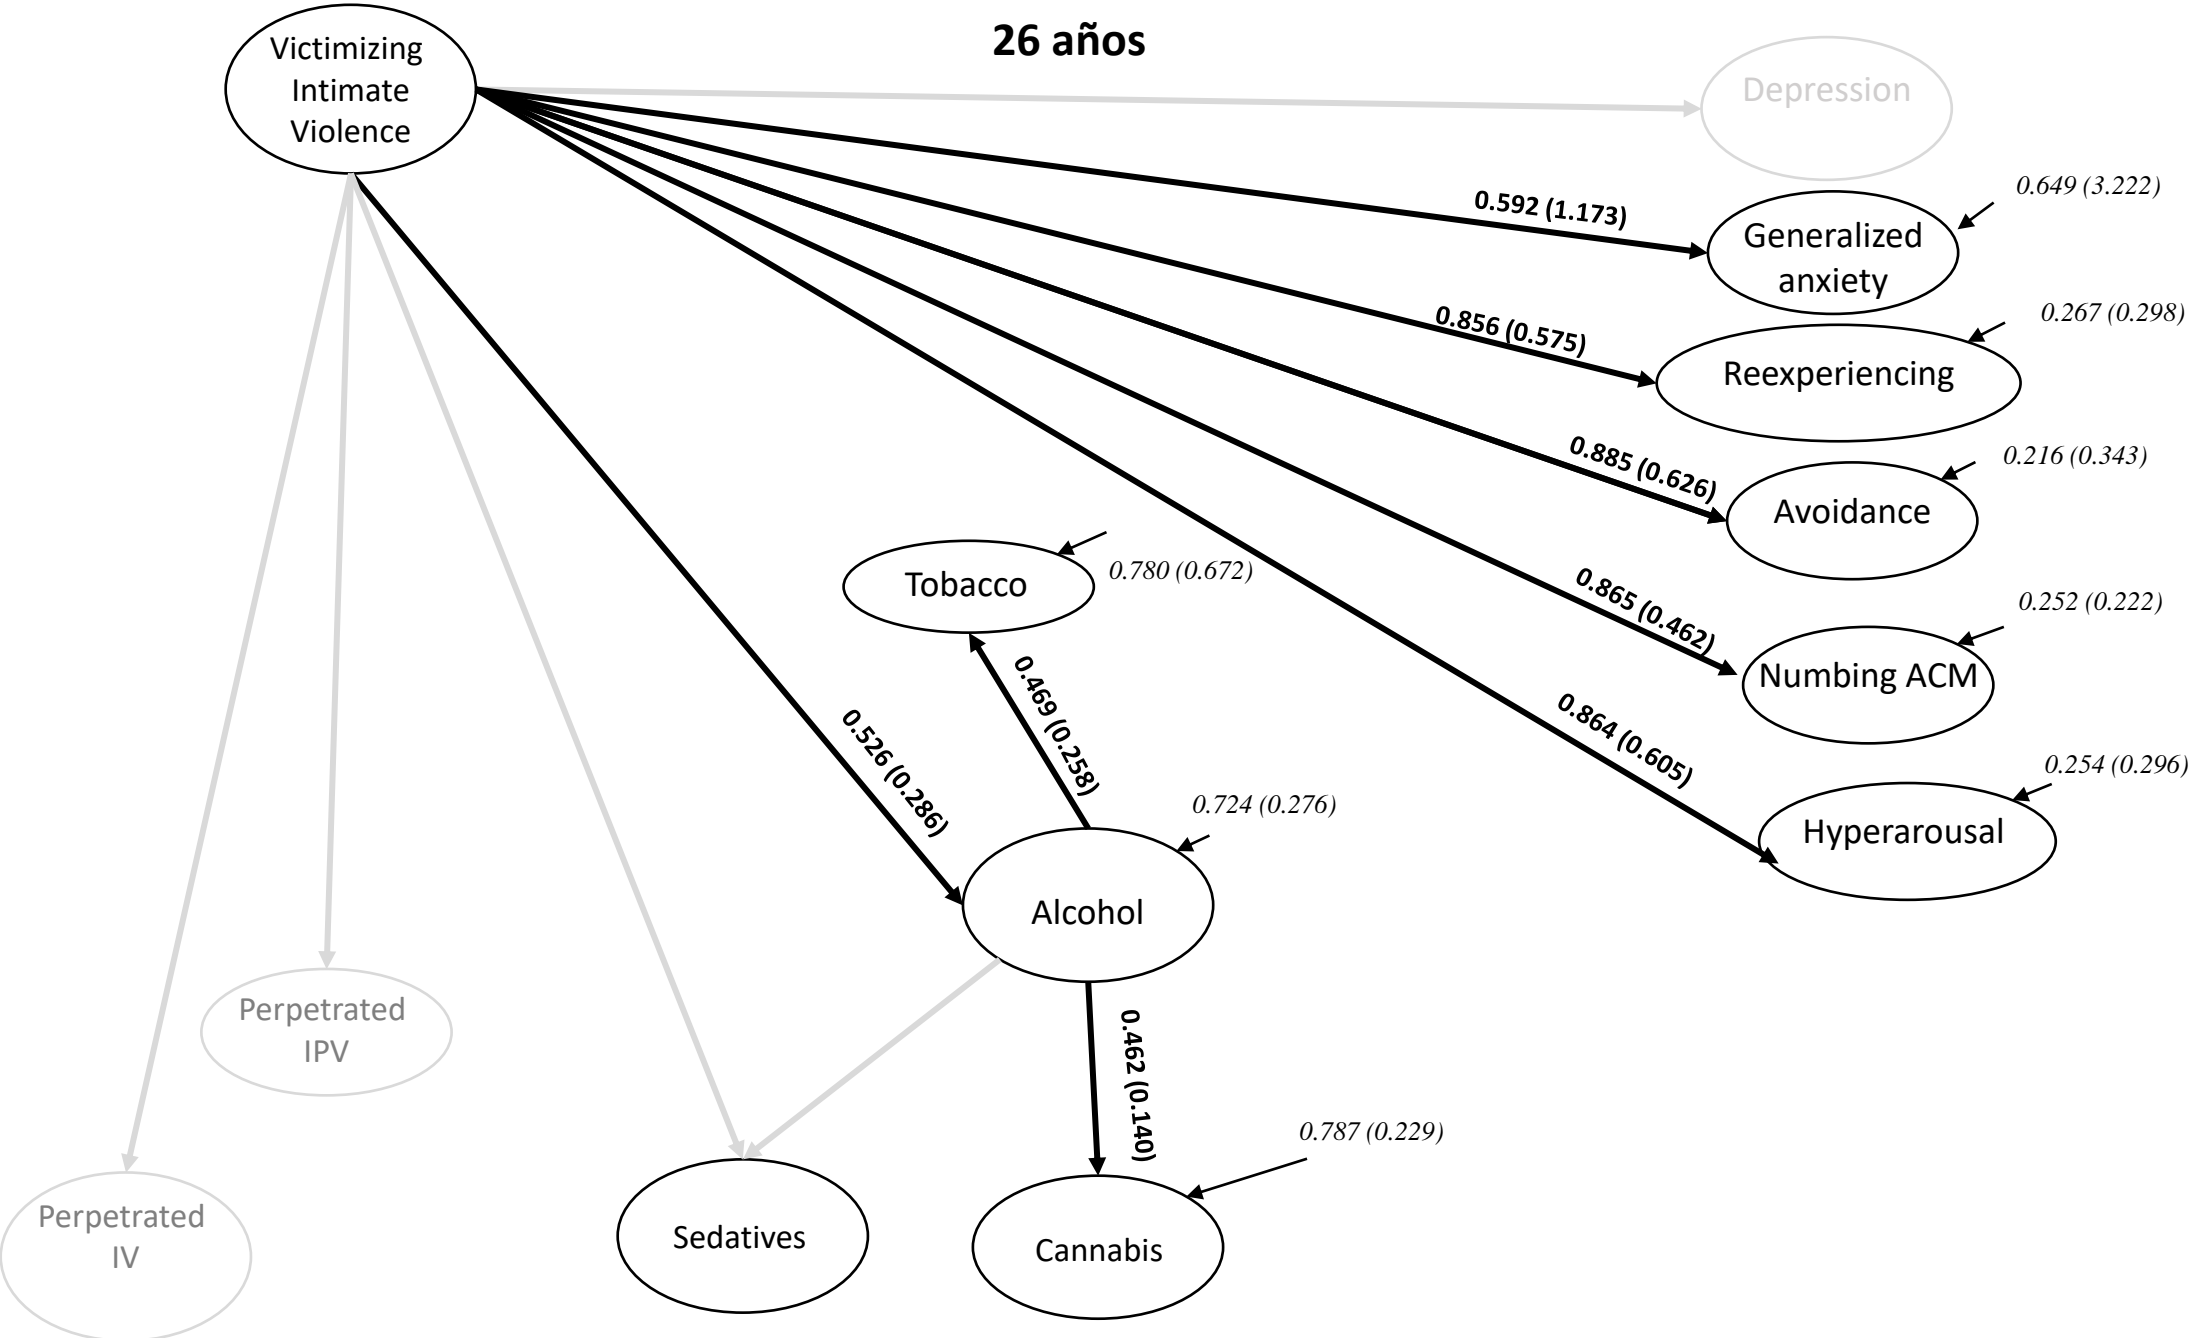 26 años
Victimizing
Intimate
Violence
Depression
0.649 (3.222)
0.592 (1.173)
Generalized
anxiety
0.267 (0.298)
0.856 (0.575)
Reexperiencing
0.885 (0.626)
0.216 (0.343)
Avoidance
Tobacco
0.780 (0.672)
0.865 (0.462)
0.252 (0.222)
Numbing ACM
0.469 (0.258)
0.526 (0.286)
0.864 (0.605)
0.254 (0.296)
Hyperarousal
0.724 (0.276)
Alcohol
Perpetrated
IPV
0.462 (0.140)
0.787 (0.229)
Perpetrated
IV
Sedatives
Cannabis